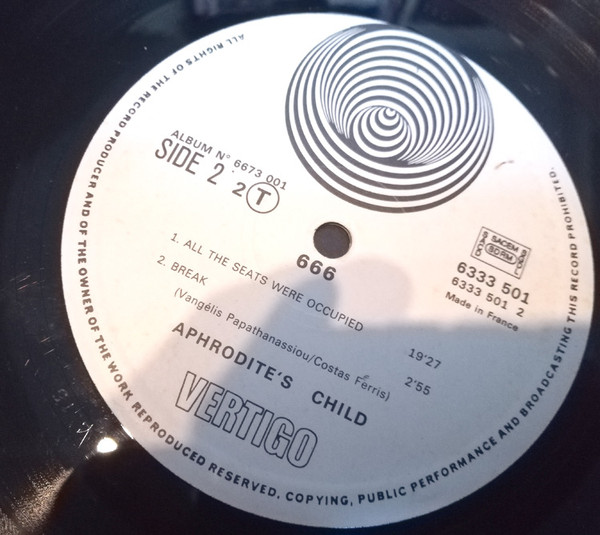 ALL RIGHTS OF THE RECORD PRODUCER AND OF THE OWNER OF THE WORK REPRODUCED RESERVED. COPYING, PUBLIC PERFORMANCE AND BROADCASTING THIS RECORD PROHIBITED.
ALBUM N° 6673 001
SIDE 2 2 T
SACEM
SACD SDRM SGDL
6333 501
6333 501 2
Made in France
666
1. ALL THE SEATS WERE OCCUPIED 19'27
2. BREAK 2'55
(Vangélis Papathanassiou/Costas Ferris)
APHRODITE'S CHILD
VERTIGO